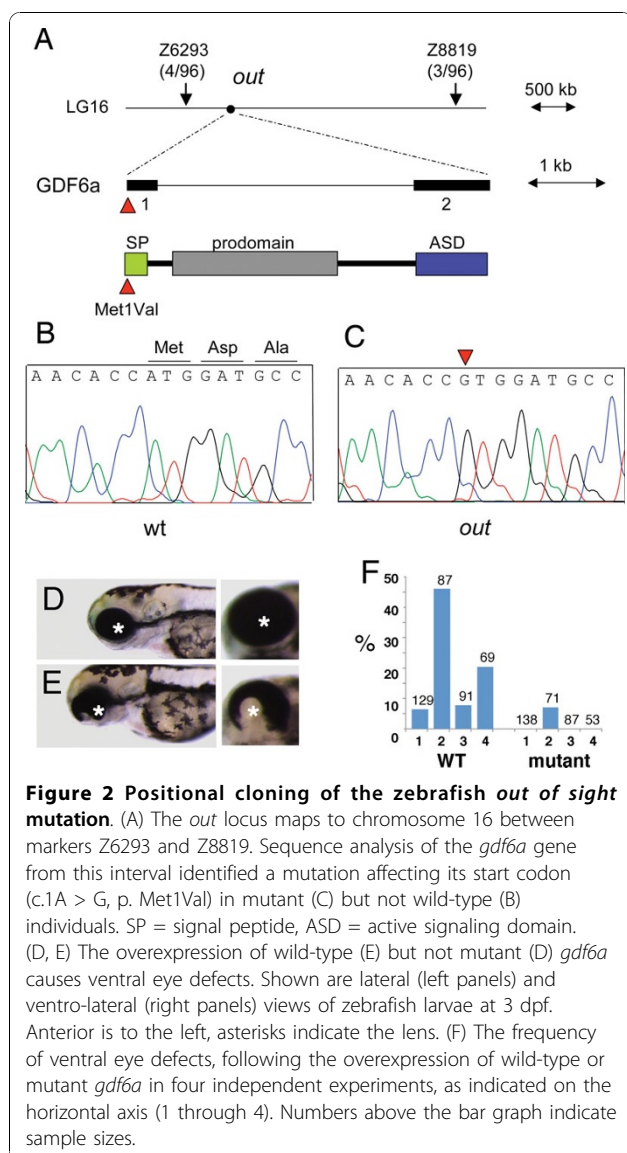 A
Z6293
(4/96)
out
Z8819
(3/96)
500 kb
LG16
1 kb
GDF6a
1
2
SP
prodomain
ASD
Met1Val
B
Met Asp Ala
A A C A C C A T G G A T G C C
wt
C
A A C A C C G T G G A T G C C
out
D
*
*
E
*
*
F
%
50
40
30
20
10
0
129
87
91
69
138
71
87
53
1 2 3 4
1 2 3 4
WT
mutant
Figure 2 Positional cloning of the zebrafish out of sight
mutation. (A) The out locus maps to chromosome 16 between
markers Z6293 and Z8819. Sequence analysis of the gdf6a gene
from this interval identified a mutation affecting its start codon
(c.1A > G, p. Met1Val) in mutant (C) but not wild-type (B)
individuals. SP = signal peptide, ASD = active signaling domain.
(D, E) The overexpression of wild-type (E) but not mutant (D) gdf6a
causes ventral eye defects. Shown are lateral (left panels) and
ventro-lateral (right panels) views of zebrafish larvae at 3 dpf.
Anterior is to the left, asterisks indicate the lens. (F) The frequency
of ventral eye defects, following the overexpression of wild-type or
mutant gdf6a in four independent experiments, as indicated on the
horizontal axis (1 through 4). Numbers above the bar graph indicate
sample sizes.